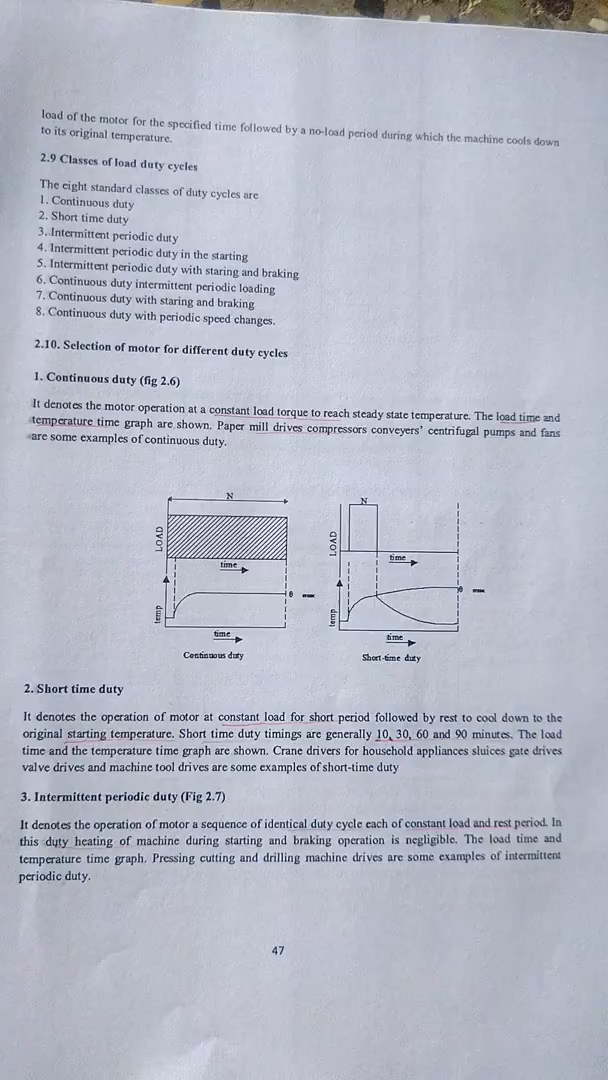 load of the motor for the specified time followed by a no-load period during which the machine cools down
to its original temperature.
2.9 Classes of load duty cycles
The eight standard classes of duty cycles are
1. Continuous duty
2. Short time duty
3. Intermittent periodic duty
4. Intermittent periodic duty in the starting
5. Intermittent periodic duty with staring and braking
6. Continuous duty intermittent periodic loading
7. Continuous duty with staring and braking
8. Continuous duty with periodic speed changes.
2.10. Selection of motor for different duty cycles
1. Continuous duty (fig 2.6)
It denotes the motor operation at a constant load torque to reach steady state temperature. The load time and
temperature time graph are shown. Paper mill drives compressors conveyers' centrifugal pumps and fans
are some examples of continuous duty.
N
LOAD
time
temp
θ
time
Continuous duty
N
LOAD
time
temp
θ
time
Short-time duty
2. Short time duty
It denotes the operation of motor at constant load for short period followed by rest to cool down to the
original starting temperature. Short time duty timings are generally 10, 30, 60 and 90 minutes. The load
time and the temperature time graph are shown. Crane drivers for household appliances sluices gate drives
valve drives and machine tool drives are some examples of short-time duty
3. Intermittent periodic duty (Fig 2.7)
It denotes the operation of motor a sequence of identical duty cycle each of constant load and rest period. In
this duty heating of machine during starting and braking operation is negligible. The load time and
temperature time graph. Pressing cutting and drilling machine drives are some examples of intermittent
periodic duty.
47